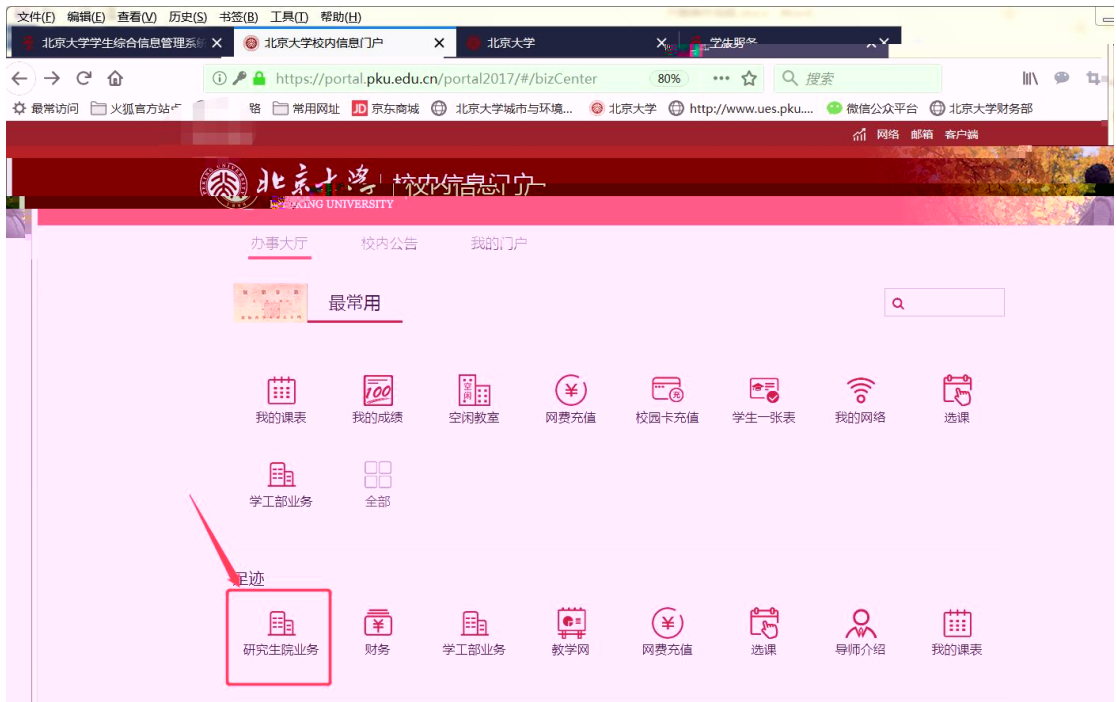 文件(F) 编辑(E) 查看(V) 历史(S) 书签(B) 工具(T) 帮助(H)
北京大学学生综合信息管理系统 北京大学校内信息门户 北京大学
https://portal.pku.edu.cn/portal2017/#/bizCenter 80% 搜索
最常访问 火狐官方站 常用网址 JD 京东商城 北京大学城市与环境... 北京大学 http://www.ues.pku.... 微信公众平台 北京大学财务部
网络 邮箱 客户端
北京大学 校内信息门户
PEKING UNIVERSITY
办事大厅 校内公告 我的门户
最常用
我的课表 我的成绩 空闲教室 网费充值 校园卡充值 学生一张表 我的网络 选课
学工部业务 全部
足迹
研究生院业务 财务 学工部业务 教学网 网费充值 选课 导师介绍 我的课表